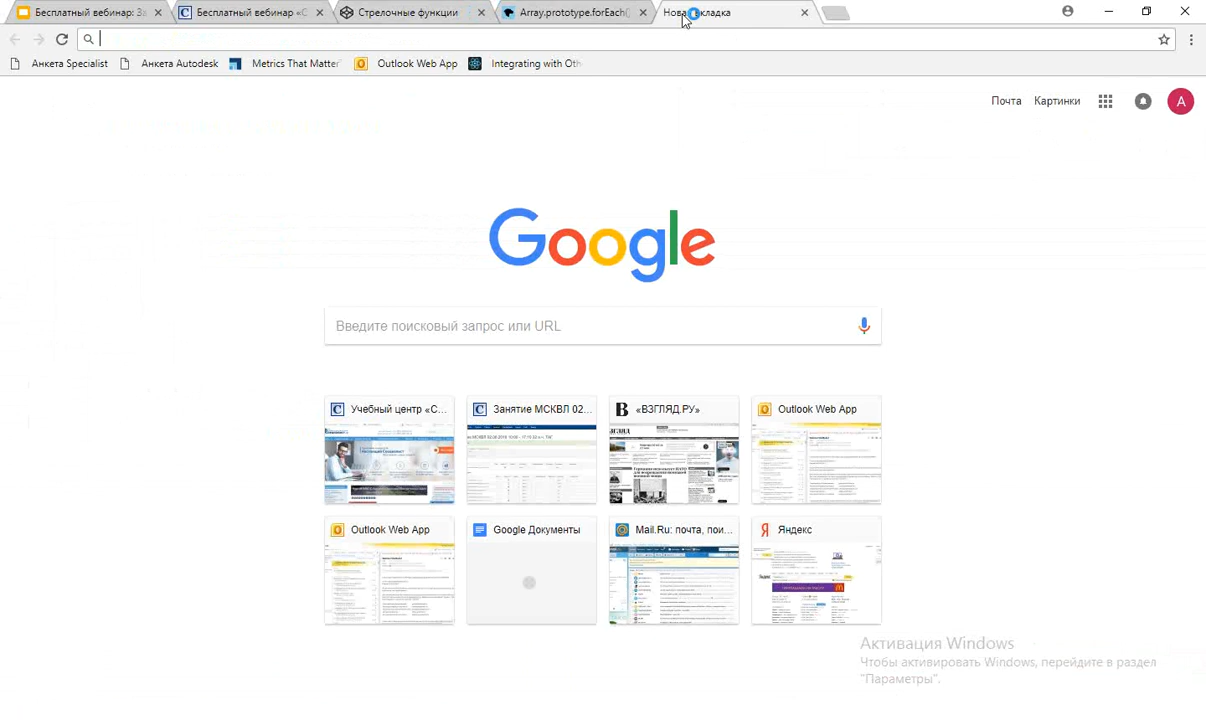 Бесплатный вебинар: За
Бесплатный вебинар «С
Стрелочные функции
Array.prototype.forEach()
Новая вкладка
Анкета Specialist
Анкета Autodesk
Metrics That Matter
Outlook Web App
Integrating with Oth
Почта
Картинки
A
Google
Введите поисковый запрос или URL
Учебный центр «С...
Занятие МСКВЛ 02...
«ВЗГЛЯД.РУ»
Outlook Web App
Outlook Web App
Google Документы
Mail.Ru: почта, пои...
Яндекс
Активация Windows
Чтобы активировать Windows, перейдите в раздел
"Параметры".